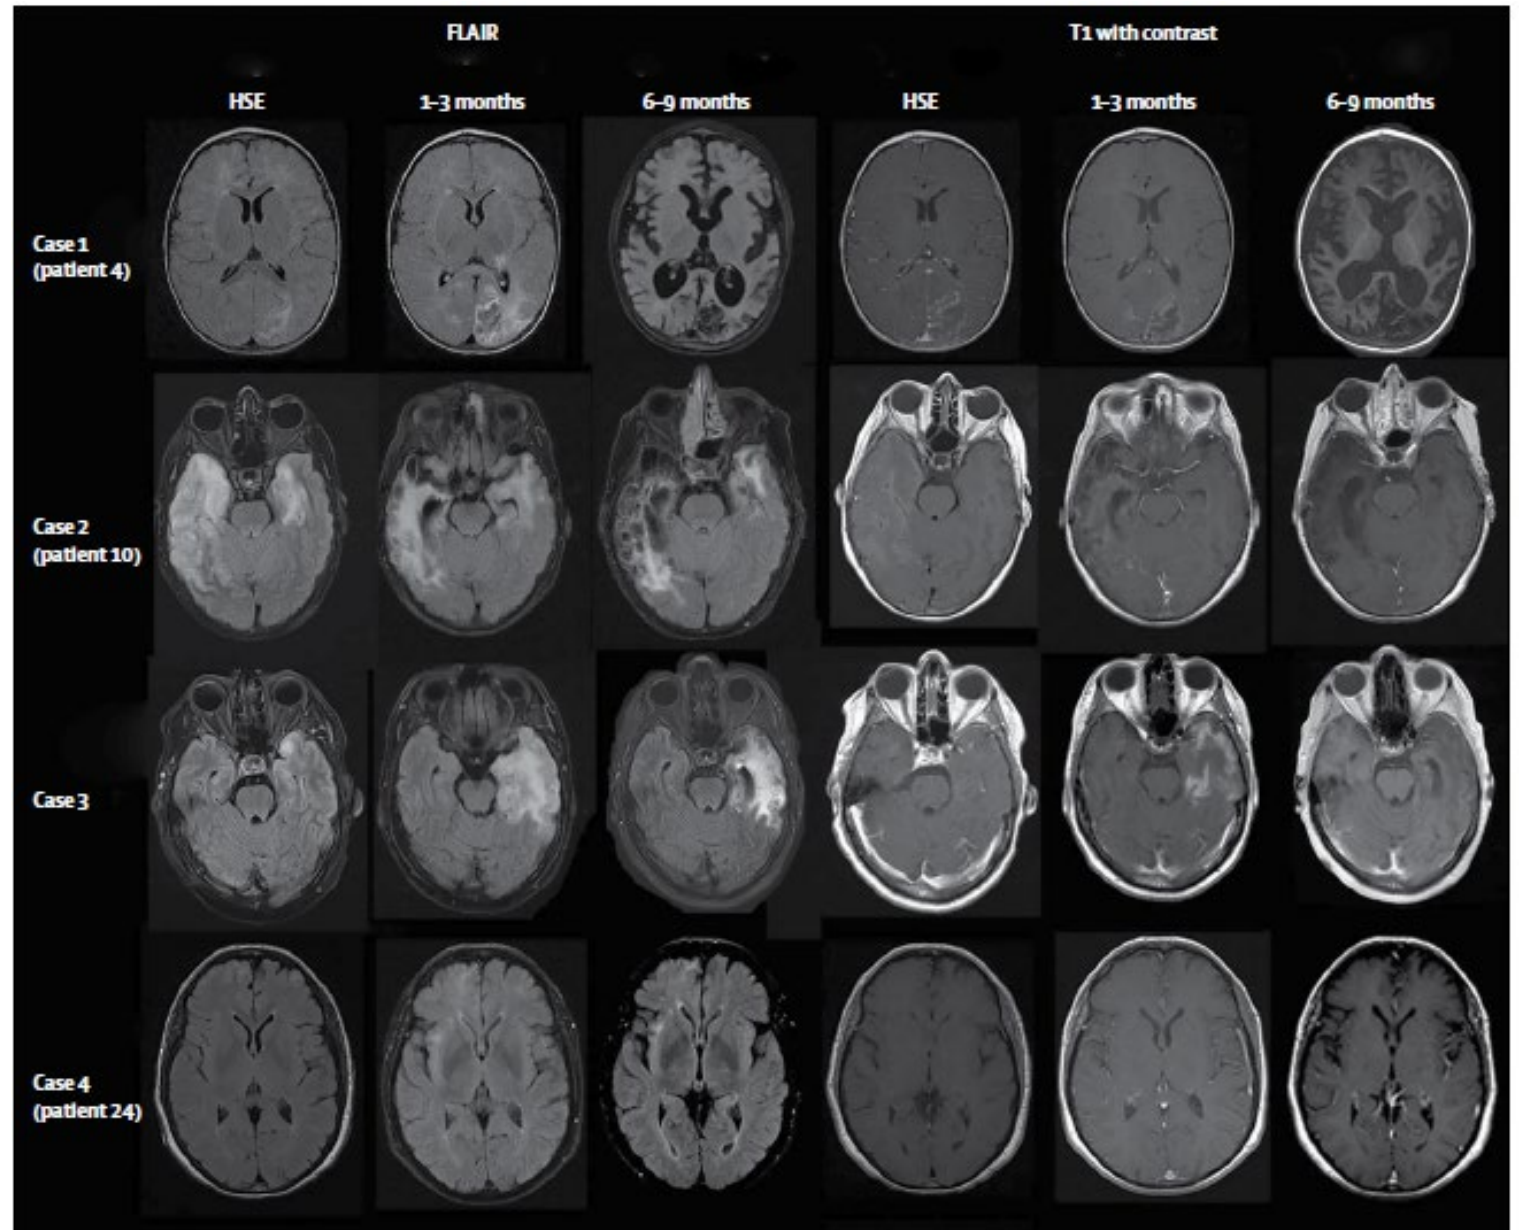 FLAIR
T1 with contrast
HSE
1–3 months
6–9 months
HSE
1–3 months
6–9 months
Case 1
(patient 4)
Case 2
(patient 10)
Case 3
Case 4
(patient 24)